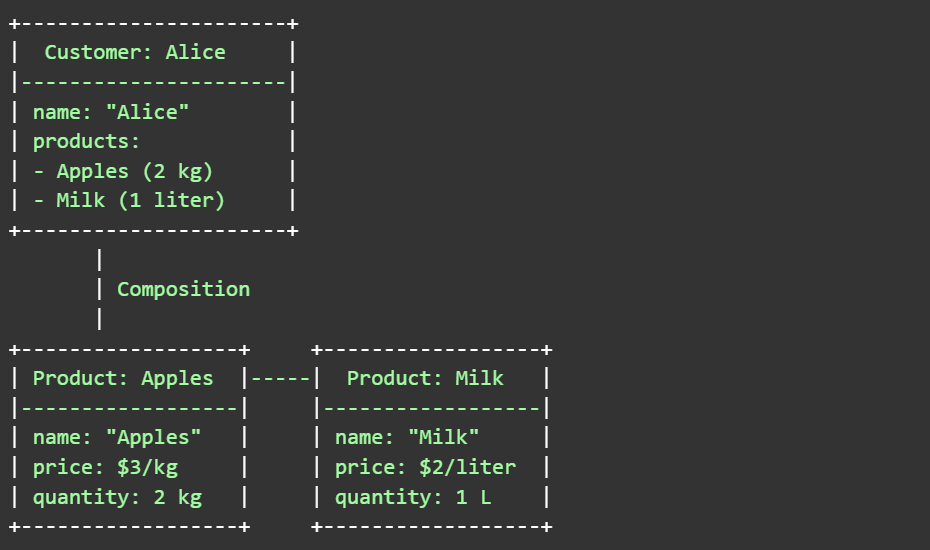 +----------------------+
|  Customer: Alice     |
|----------------------|
| name: "Alice"        |
| products:            |
| - Apples (2 kg)      |
| - Milk (1 liter)     |
+----------------------+
       |
       | Composition
       |
+------------------+     +------------------+
| Product: Apples  |-----|  Product: Milk   |
|------------------|     |------------------|
| name: "Apples"   |     | name: "Milk"     |
| price: $3/kg     |     | price: $2/liter  |
| quantity: 2 kg   |     | quantity: 1 L    |
+------------------+     +------------------+